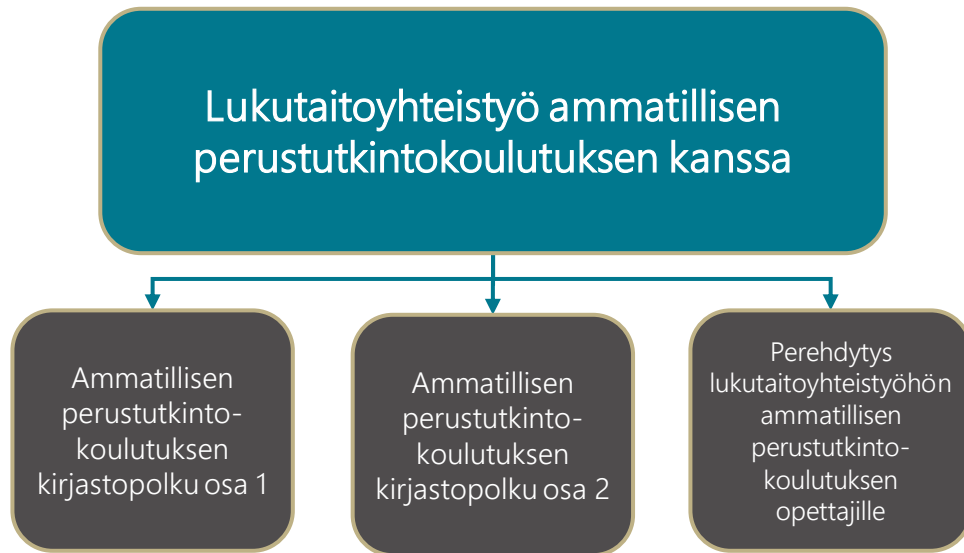 Lukutaitoyhteistyö ammatillisen
perustutkintokoulutuksen kanssa
Ammatillisen
perustutkinto-
koulutuksen
kirjastopolku osa 1
Ammatillisen
perustutkinto-
koulutuksen
kirjastopolku osa 2
Perehdytys
lukutaitoyhteistyöhön
ammatillisen
perustutkinto-
koulutuksen
opettajille